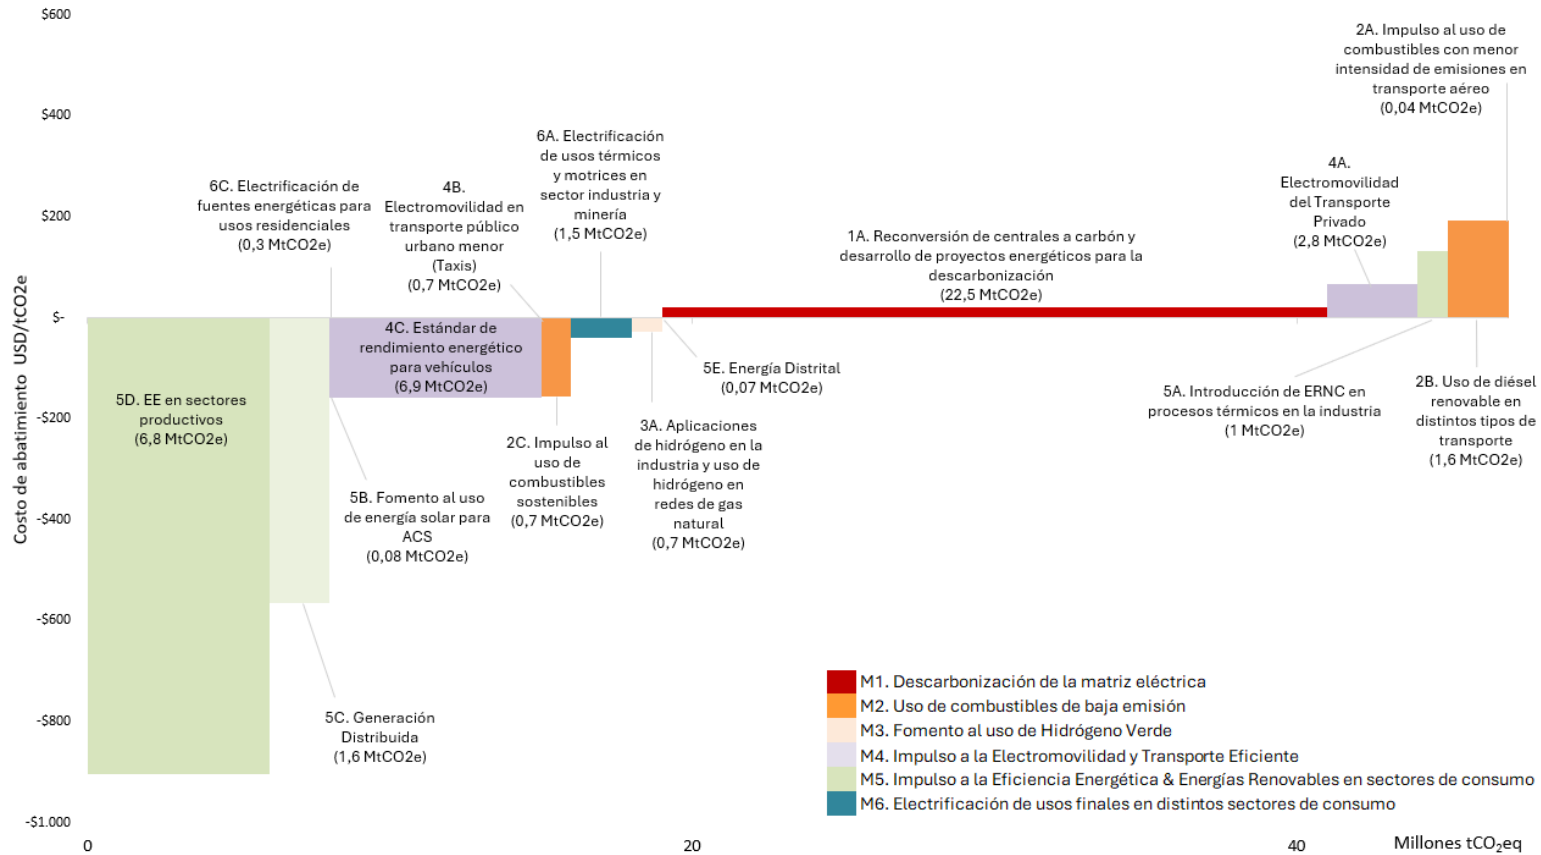 $600
$400
$200
$-
-$200
-$400
-$600
-$800
-$1.000
Costo de abatimiento USD/tCO2e
0
20
40
Millones tCO₂eq
5D. EE en sectores
productivos
(6,8 MtCO2e)
5C. Generación
Distribuida
(1,6 MtCO2e)
6C. Electrificación de
fuentes energéticas para
usos residenciales
(0,3 MtCO2e)
5B. Fomento al uso
de energía solar para
ACS
(0,08 MtCO2e)
4C. Estándar de
rendimiento energético
para vehículos
(6,9 MtCO2e)
4B.
Electromovilidad en
transporte público
urbano menor
(Taxis)
(0,7 MtCO2e)
2C. Impulso al
uso de
combustibles
sostenibles
(0,7 MtCO2e)
6A. Electrificación
de usos térmicos
y motrices en
sector industria y
minería
(1,5 MtCO2e)
3A. Aplicaciones
de hidrógeno en la
industria y uso de
hidrógeno en
redes de gas
natural
(0,7 MtCO2e)
5E. Energía Distrital
(0,07 MtCO2e)
1A. Reconversión de centrales a carbón y
desarrollo de proyectos energéticos para la
descarbonización
(22,5 MtCO2e)
4A.
Electromovilidad
del Transporte
Privado
(2,8 MtCO2e)
5A. Introducción de ERNC en
procesos térmicos en la industria
(1 MtCO2e)
2B. Uso de diésel
renovable en
distintos tipos de
transporte
(1,6 MtCO2e)
2A. Impulso al uso de
combustibles con menor
intensidad de emisiones en
transporte aéreo
(0,04 MtCO2e)
M1. Descarbonización de la matriz eléctrica
M2. Uso de combustibles de baja emisión
M3. Fomento al uso de Hidrógeno Verde
M4. Impulso a la Electromovilidad y Transporte Eficiente
M5. Impulso a la Eficiencia Energética & Energías Renovables en sectores de consumo
M6. Electrificación de usos finales en distintos sectores de consumo